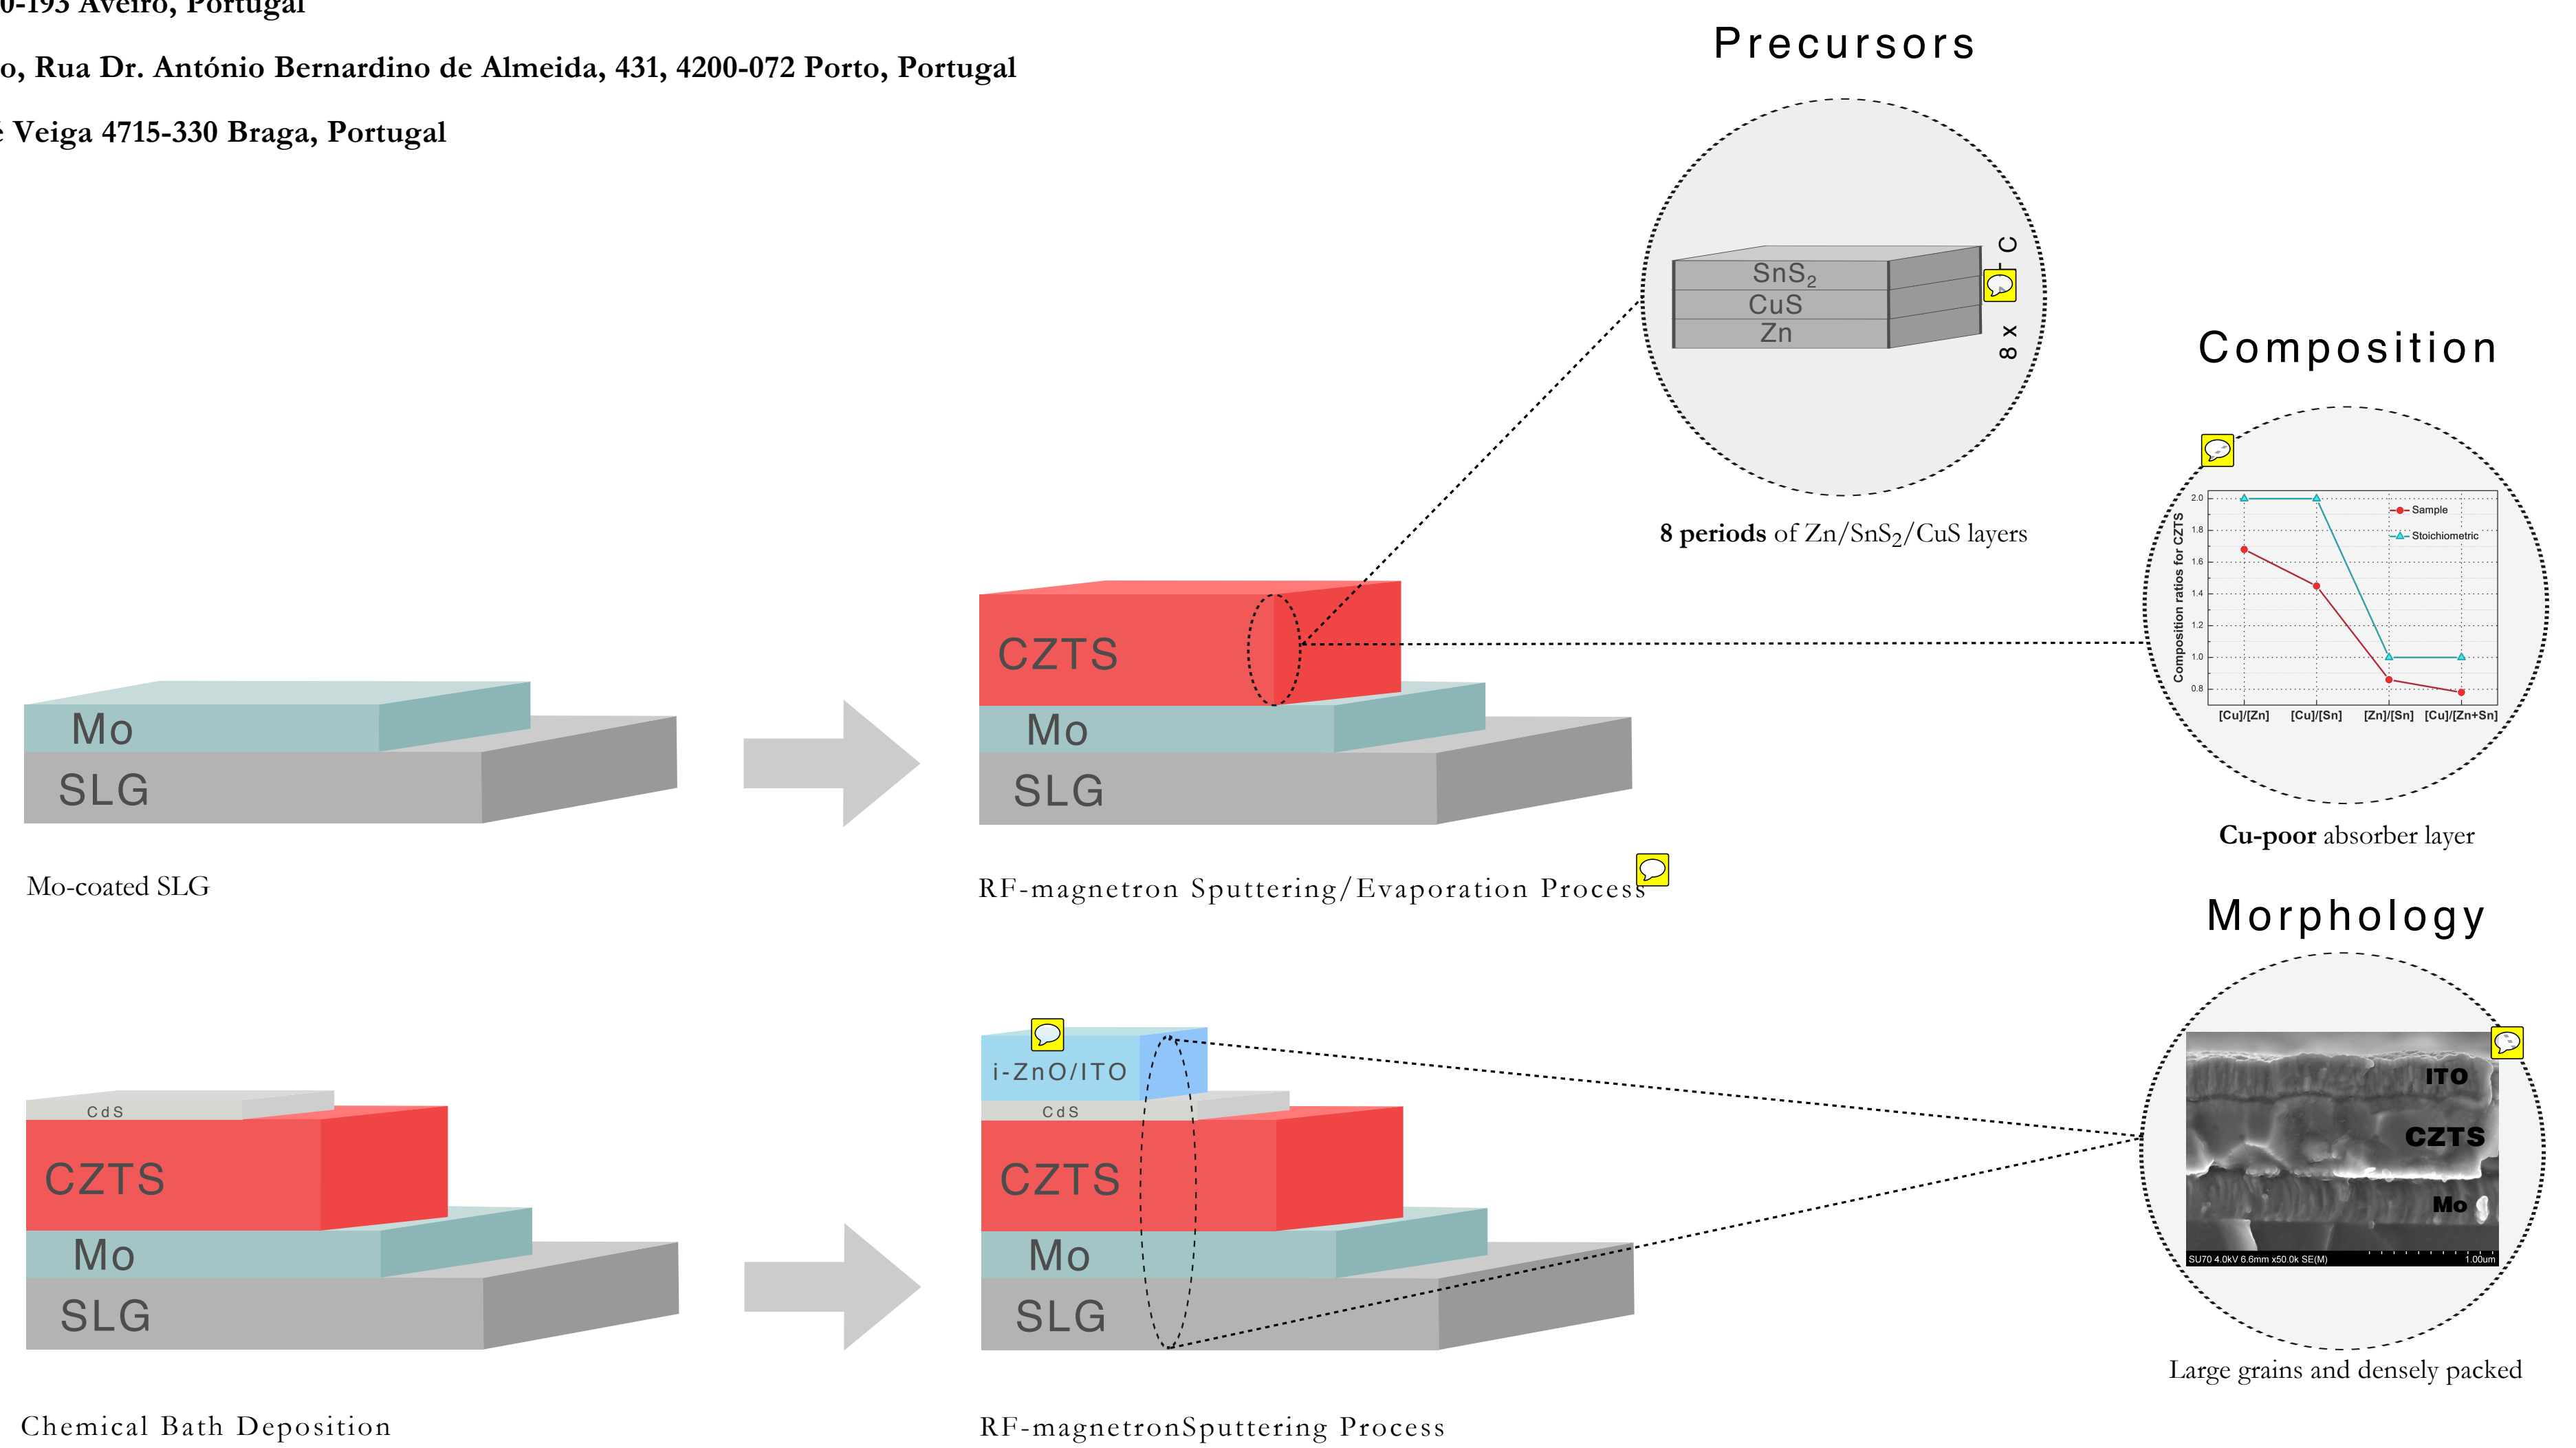 0-193 Aveiro, Portugal
o, Rua Dr. António Bernardino de Almeida, 431, 4200-072 Porto, Portugal
Veiga 4715-330 Braga, Portugal
Precursors
SnS2
CuS
Zn
8 x
C
8 periods of Zn/SnS2/CuS layers
Composition
Composition ratios for CZTS
2.0
1.8
1.6
1.4
1.2
1.0
0.8
Sample
Stoichiometric
[Cu]/[Zn] [Cu]/[Sn] [Zn]/[Sn] [Cu]/[Zn+Sn]
Cu-poor absorber layer
Mo
SLG
Mo-coated SLG
CZTS
Mo
SLG
RF-magnetron Sputtering/Evaporation Process
Morphology
ITO
CZTS
Mo
SU70 4.0kV 6.6mm x50.0k SE(M) 1.00um
Large grains and densely packed
CdS
CZTS
Mo
SLG
Chemical Bath Deposition
i-ZnO/ITO
CdS
CZTS
Mo
SLG
RF-magnetronSputtering Process